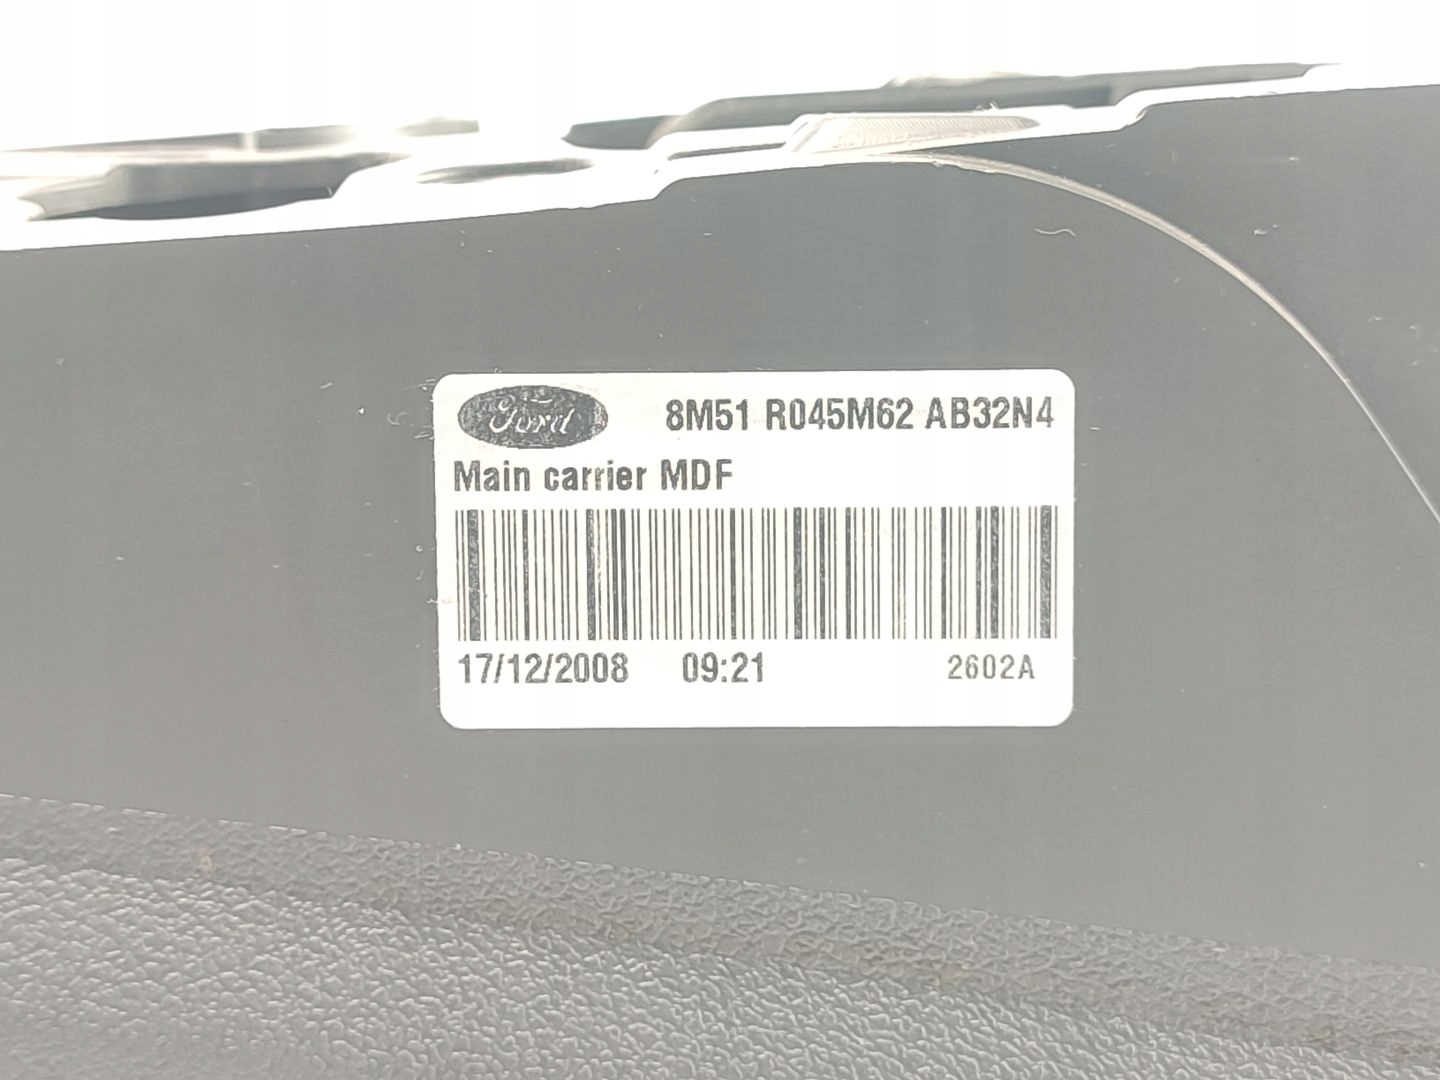 Ford 8M51 R045M62 AB32N4
Main carrier MDF
17/12/2008 09:21 2602A